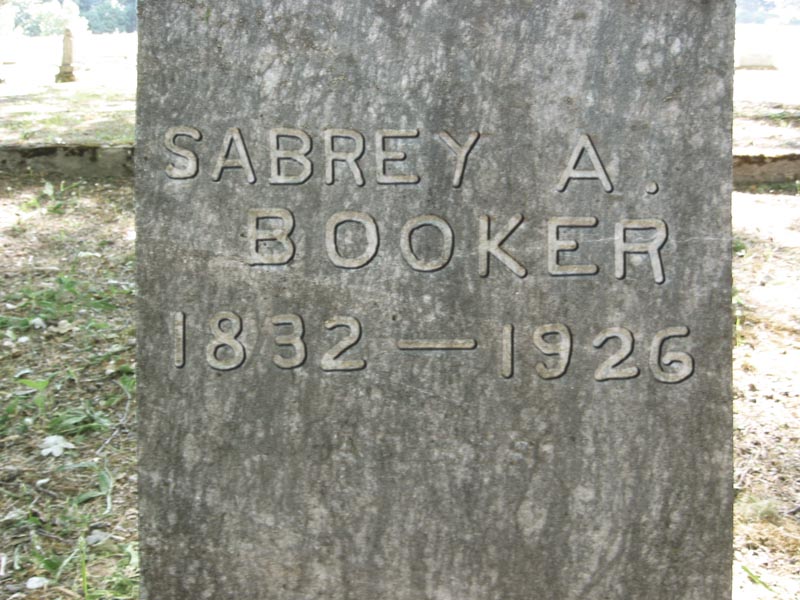 SABREY A.
BOOKER
1832 — 1926